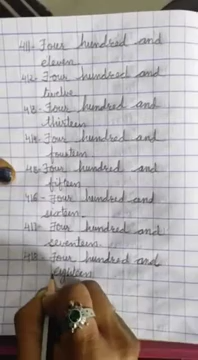 411- Four hundred and
eleven
412- Four hundred and
twelve
413- Four hundred and
thirteen
414- Four hundred and
fourteen
415- Four hundred and
fifteen
416- Four hundred and
sixteen
417- Four hundred and
seventeen
418- Four hundred and
eighteen